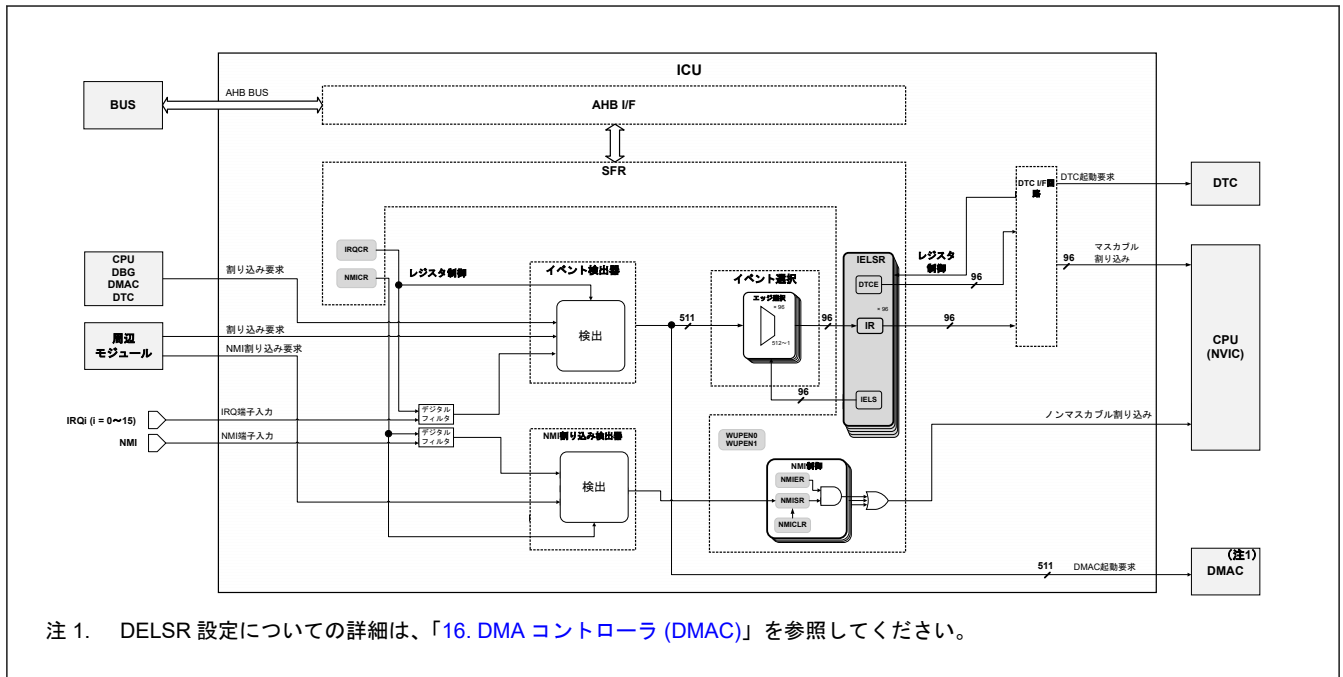 ICU
BUS
AHB BUS
AHB I/F
SFR
DTC I/F回
路
DTC起動要求
DTC
IRQCR
NMICR
レジスタ制御
CPU
DBG
DMAC
DTC
割り込み要求
イベント検出器
検出
511
イベント選択
エッジ選択
× 96
512～1
96
96
IELSR
DTCE
× 96
IR
IELS
レジスタ
制御
96
96
96
マスカブル
割り込み
CPU
(NVIC)
周辺
モジュール
割り込み要求
NMI割り込み要求
IRQi (i = 0～15)
IRQ端子入力
デジタル
フィルタ
NMI
NMI端子入力
デジタル
フィルタ
NMI割り込み検出器
検出
WUPEN0
WUPEN1
NMI制御
NMIER
NMISR
NMICLR
ノンマスカブル割り込み
511
DMAC起動要求
(注1)
DMAC
注 1. DELSR 設定についての詳細は、「16. DMA コントローラ (DMAC)」を参照してください。